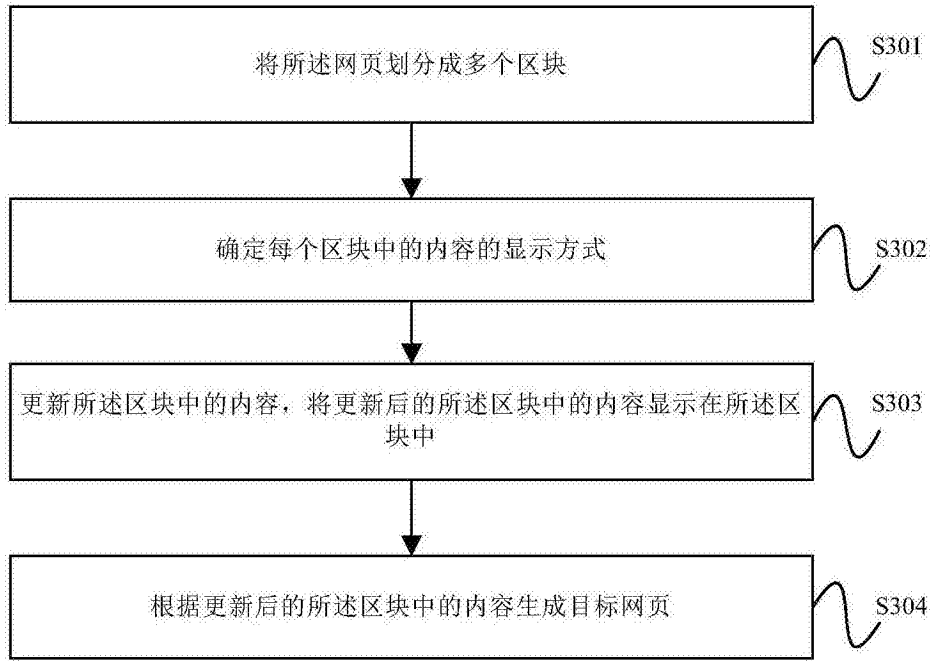 将所述网页划分成多个区块
S301
确定每个区块中的内容的显示方式
S302
更新所述区块中的内容，将更新后的所述区块中的内容显示在所述区
块中
S303
根据更新后的所述区块中的内容生成目标网页
S304